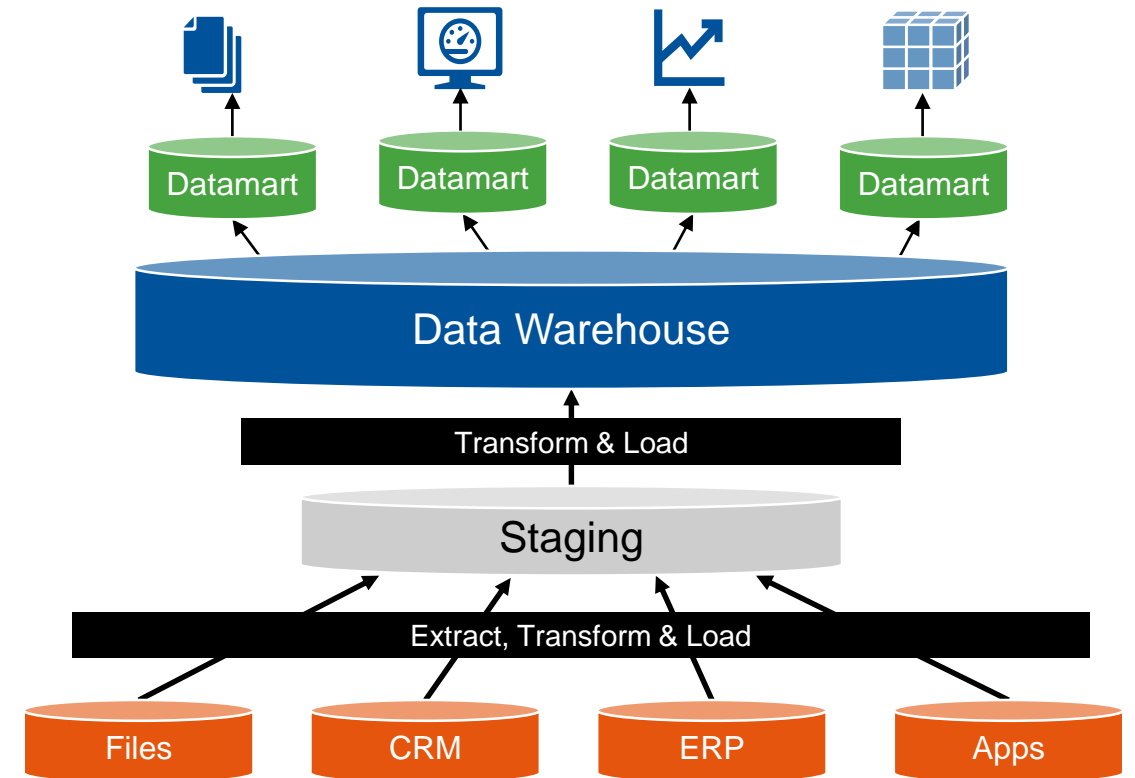 Datamart
Datamart
Datamart
Datamart
Data Warehouse
Transform & Load
Staging
Extract, Transform & Load
Files
CRM
ERP
Apps